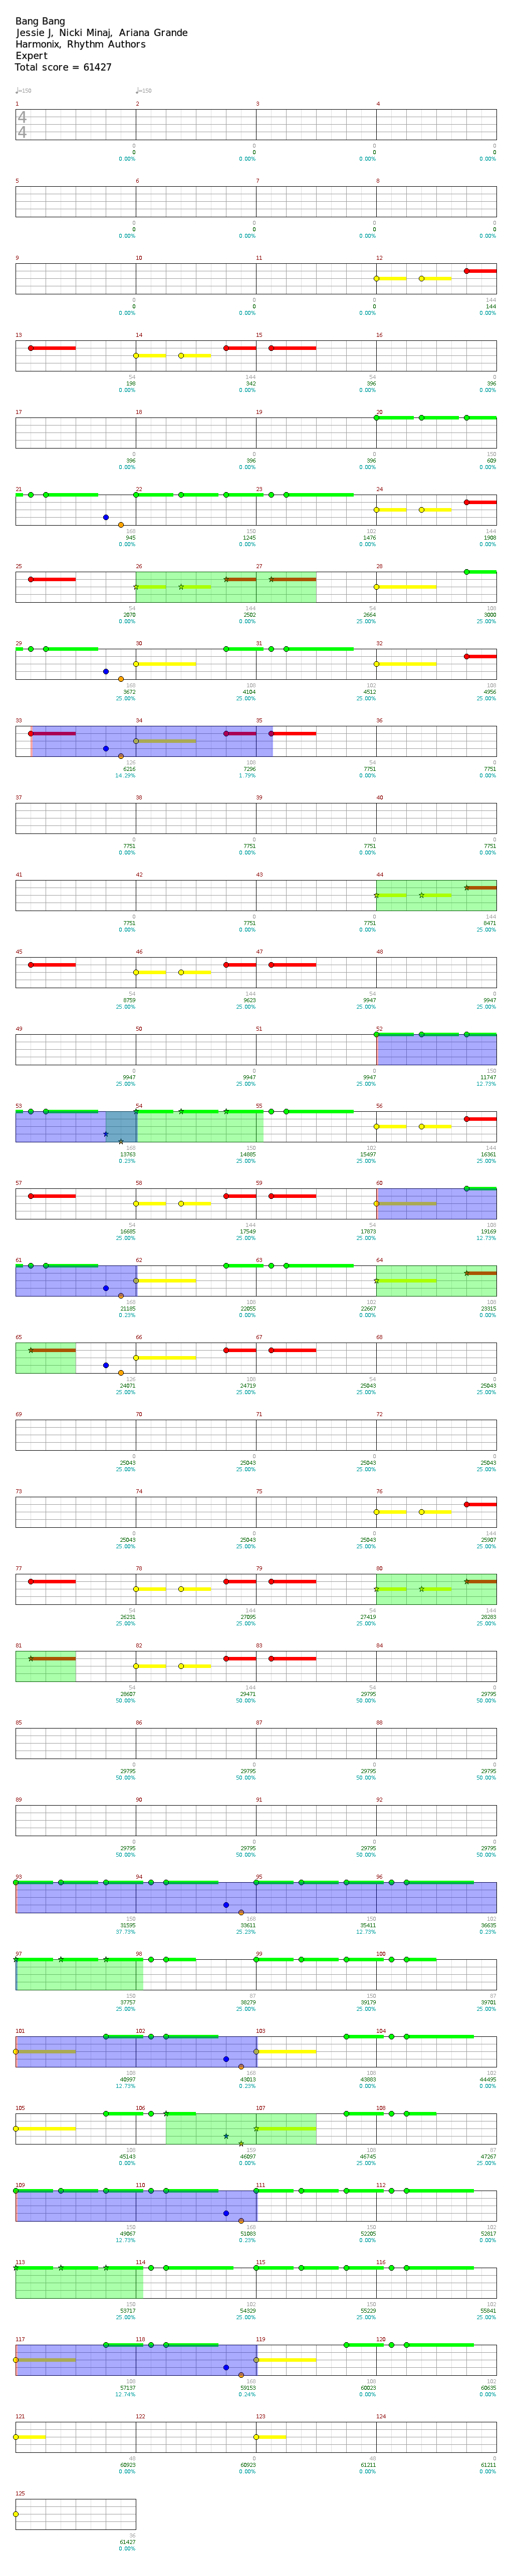 Bang Bang
Jessie J, Nicki Minaj, Ariana Grande
Harmonix, Rhythm Authors
Expert
Total score = 61427
♩=150 ♩=150
1 2 3 4
4
4
0 0 0 0
0 0 0 0
0.00% 0.00% 0.00% 0.00%
5 6 7 8
0 0 0 0
0 0 0 0
0.00% 0.00% 0.00% 0.00%
9 10 11 12
0 0 0 144
0 0 0 144
0.00% 0.00% 0.00% 0.00%
13 14 15 16
54 144 54 0
198 342 396 396
0.00% 0.00% 0.00% 0.00%
17 18 19 20
0 0 0 150
396 396 396 609
0.00% 0.00% 0.00% 0.00%
21 22 23 24
168 150 102 144
945 1245 1476 1908
0.00% 0.00% 0.00% 0.00%
25 26 27 28
54 144 54 108
2070 2502 2664 3000
0.00% 0.00% 25.00% 25.00%
29 30 31 32
168 108 102 108
3672 4104 4512 4956
25.00% 25.00% 25.00% 25.00%
33 34 35 36
126 108 54 0
6216 7296 7751 7751
14.29% 1.79% 0.00% 0.00%
37 38 39 40
0 0 0 0
7751 7751 7751 7751
0.00% 0.00% 0.00% 0.00%
41 42 43 44
0 0 0 144
7751 7751 7751 8471
0.00% 0.00% 0.00% 25.00%
45 46 47 48
54 144 54 0
8759 9623 9947 9947
25.00% 25.00% 25.00% 25.00%
49 50 51 52
0 0 0 150
9947 9947 9947 11747
25.00% 25.00% 25.00% 12.73%
53 54 55 56
168 150 102 144
13763 14885 15497 16361
0.23% 25.00% 25.00% 25.00%
57 58 59 60
54 144 54 108
16685 17549 17873 19169
25.00% 25.00% 25.00% 12.73%
61 62 63 64
168 108 102 108
21185 22055 22667 23315
0.23% 25.00% 25.00% 25.00%
65 66 67 68
126 108 54 0
24071 24719 25043 25043
25.00% 25.00% 25.00% 25.00%
69 70 71 72
0 0 0 0
25043 25043 25043 25043
25.00% 25.00% 25.00% 25.00%
73 74 75 76
0 0 0 144
25043 25043 25043 25907
25.00% 25.00% 25.00% 25.00%
77 78 79 80
54 144 54 144
26231 27095 27419 28283
25.00% 25.00% 25.00% 25.00%
81 82 83 84
54 144 54 0
28607 29471 29795 29795
50.00% 50.00% 50.00% 50.00%
85 86 87 88
0 0 0 0
29795 29795 29795 29795
50.00% 50.00% 50.00% 50.00%
89 90 91 92
0 0 0 0
29795 29795 29795 29795
50.00% 50.00% 50.00% 50.00%
93 94 95 96
150 168 150 102
31595 33611 35411 36635
37.73% 25.23% 12.73% 0.23%
97 98 99 100
150 87 150 87
37757 38279 39179 39701
25.00% 25.00% 25.00% 25.00%
101 102 103 104
108 168 108 102
40997 43013 43883 44495
12.73% 0.23% 0.00% 0.00%
105 106 107 108
108 159 108 87
45143 46097 46745 47267
0.00% 0.00% 25.00% 25.00%
109 110 111 112
150 168 150 102
49067 51083 52205 52817
12.73% 0.23% 0.00% 0.00%
113 114 115 116
150 102 150 102
53717 54329 55229 55841
25.00% 25.00% 25.00% 25.00%
117 118 119 120
108 168 108 102
57137 59153 60023 60635
12.74% 0.24% 0.00% 0.00%
121 122 123 124
48 0 48 0
60923 60923 61211 61211
0.00% 0.00% 0.00% 0.00%
125
36
61427
0.00%